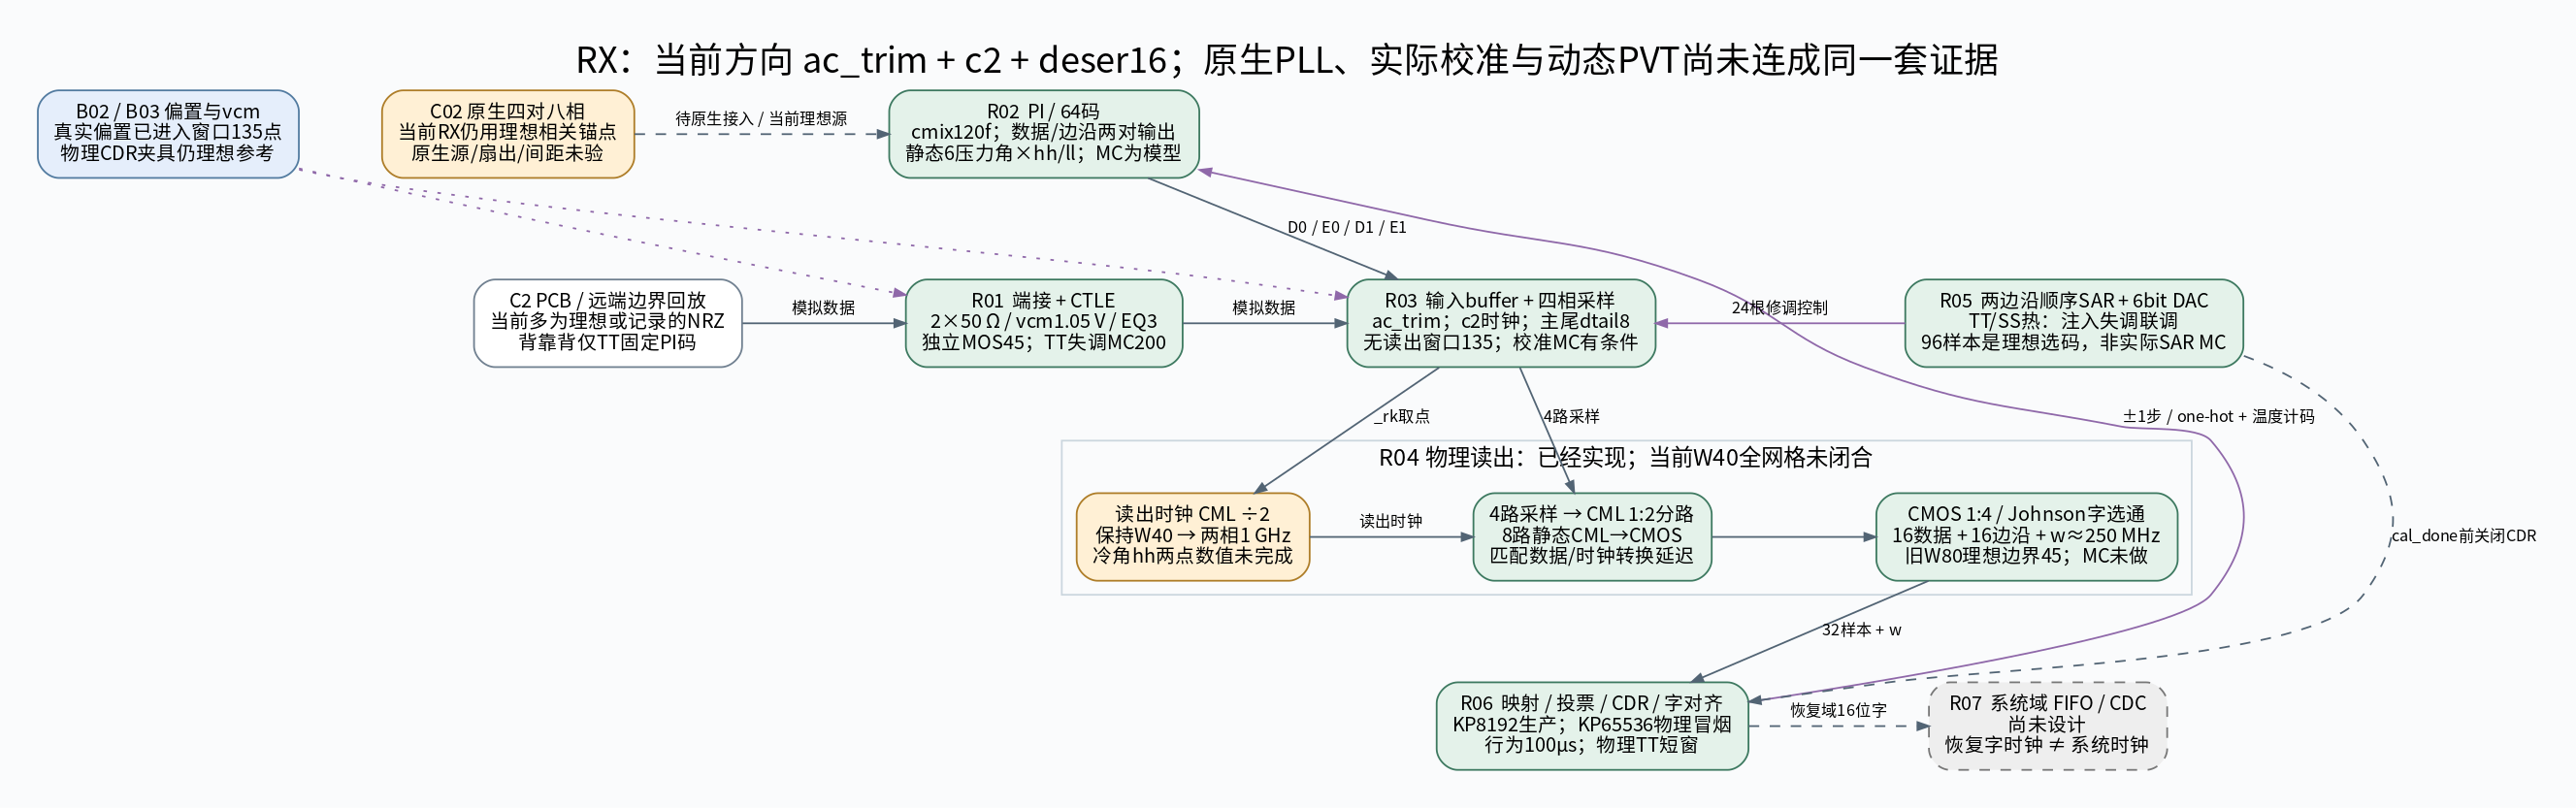 RX：当前方向 ac_trim + c2 + deser16；原生PLL、实际校准与动态PVT尚未连成同一套证据
B02 / B03 偏置与vcm
真实偏置已进入窗口135点
物理CDR夹具仍理想参考
C02 原生四对八相
当前RX仍用理想相关锚点
原生源/扇出/间距未验
待原生接入 / 当前理想源
R02 PI / 64码
cmix120f；数据/边沿两对输出
静态6压力角×hh/ll；MC为模型
D0 / E0 / D1 / E1
C2 PCB / 远端边界回放
当前多为理想或记录的NRZ
背靠背仅TT固定PI码
模拟数据
R01 端接 + CTLE
2×50 Ω / vcm1.05 V / EQ3
独立MOS45；TT失调MC200
模拟数据
R03 输入buffer + 四相采样
ac_trim；c2时钟；主尾dtail8
无读出窗口135；校准MC有条件
24根修调控制
R05 两边沿顺序SAR + 6bit DAC
TT/SS热：注入失调联调
96样本是理想选码，非实际SAR MC
_rk取点
4路采样
±1步 / one-hot + 温度计码
R04 物理读出：已经实现；当前W40全网格未闭合
读出时钟 CML ÷2
保持W40 → 两相1 GHz
冷角hh两点数值未完成
读出时钟
4路采样 → CML 1:2分路
8路静态CML→CMOS
匹配数据/时钟转换延迟
CMOS 1:4 / Johnson字选通
16数据 + 16边沿 + w≈250 MHz
旧W80理想边界45；MC未做
cal_done前关闭CDR
32样本 + w
R06 映射 / 投票 / CDR / 字对齐
KP8192生产；KP65536物理冒烟
行为100μs；物理TT短窗
恢复域16位字
R07 系统域 FIFO / CDC
尚未设计
恢复字时钟 ≠ 系统时钟